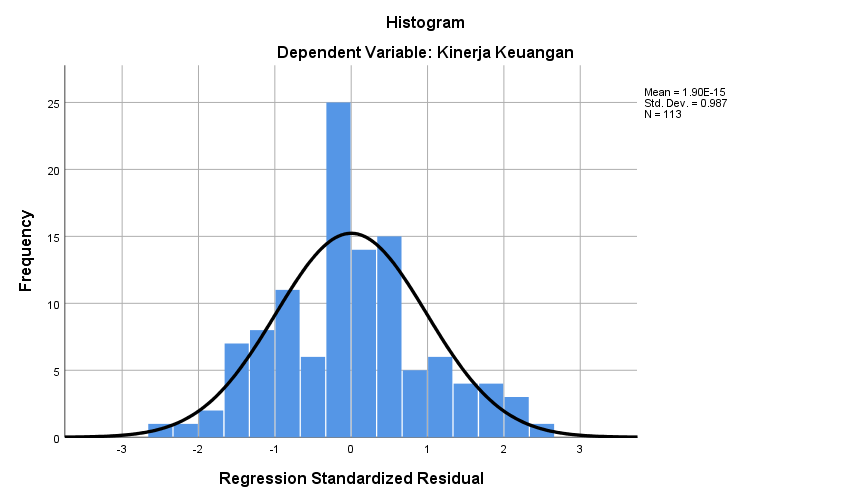 Histogram
Dependent Variable: Kinerja Keuangan
Mean = 1.90E-15
Std. Dev. = 0.987
N = 113
Frequency
25
20
15
10
5
0
-3 -2 -1 0 1 2 3
Regression Standardized Residual